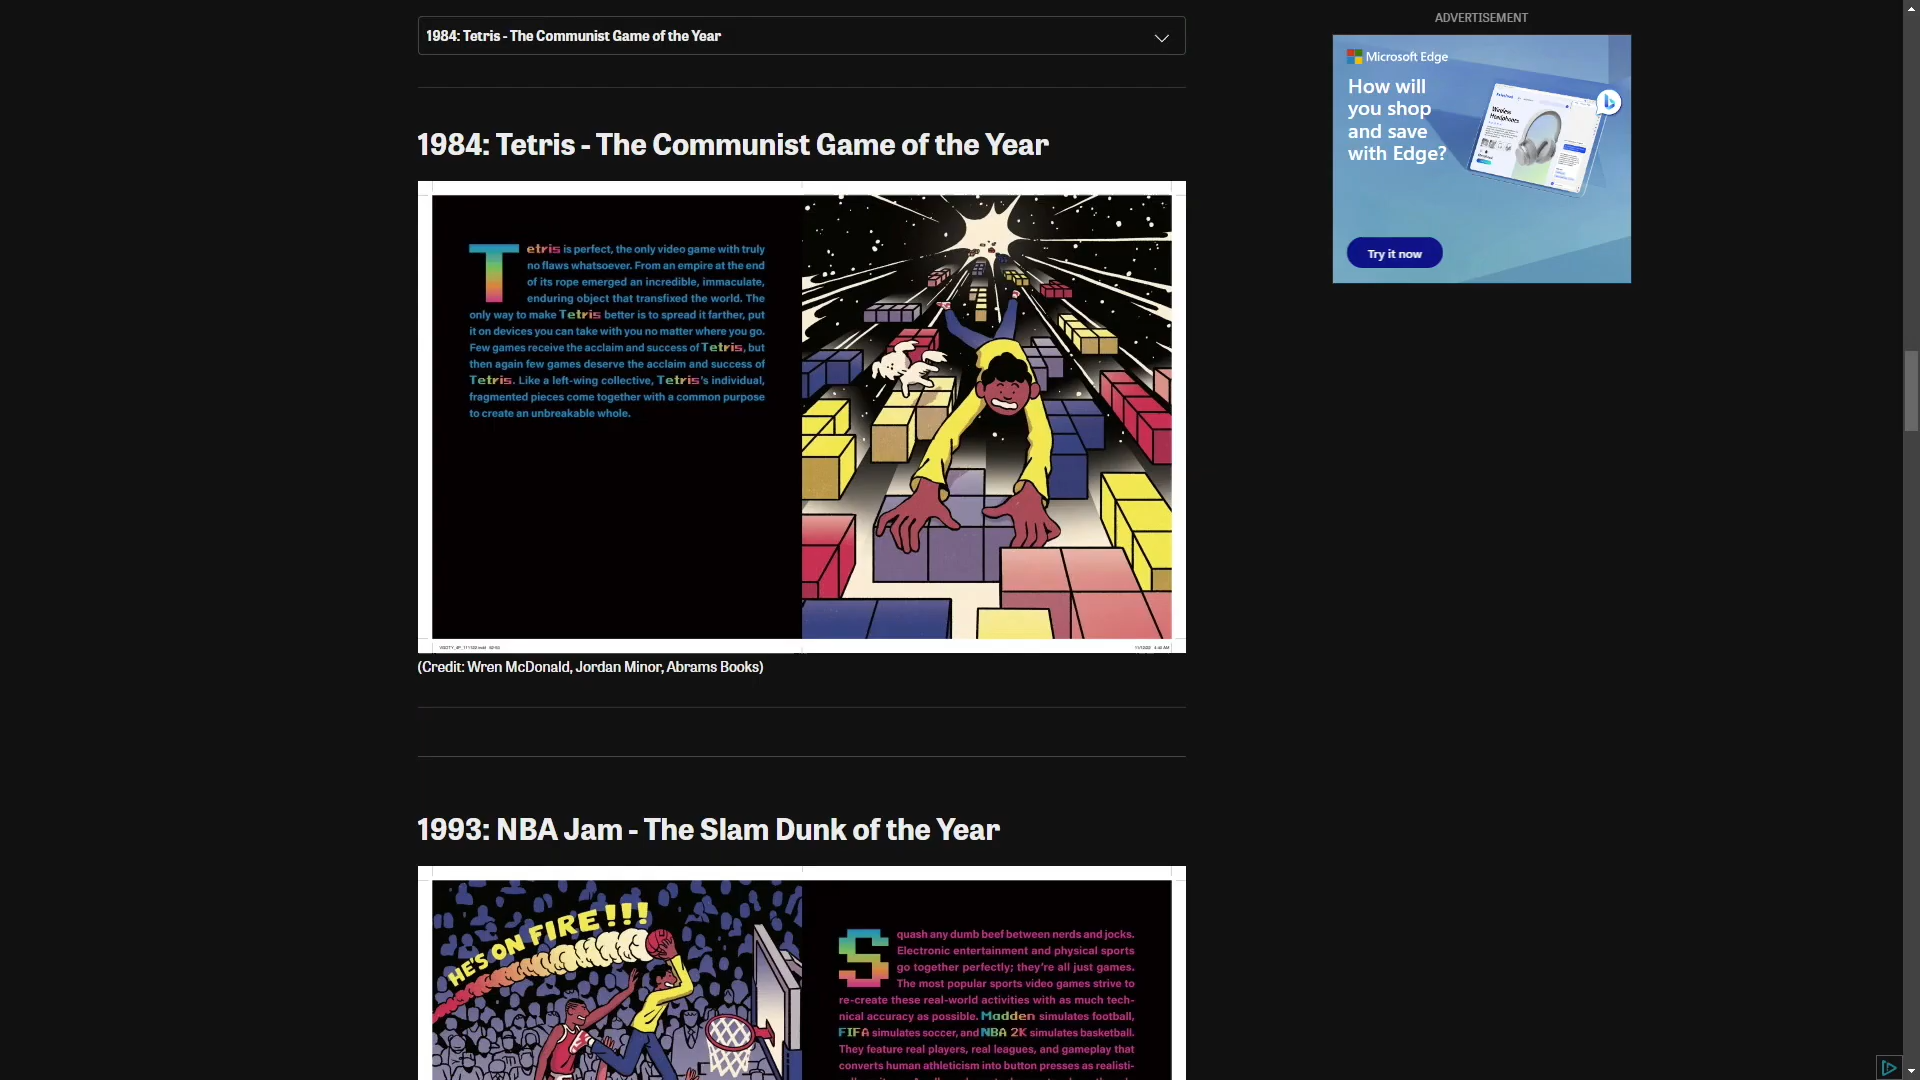 1984: Tetris - The Communist Game of the Year
ADVERTISEMENT
Microsoft Edge
How will
you shop
and save
with Edge?
Wireless
Headphones
Try it now
1984: Tetris - The Communist Game of the Year
Tetris is perfect, the only video game with truly
no flaws whatsoever. From an empire at the end
of its rope emerged an incredible, immaculate,
enduring object that transfixed the world. The
only way to make Tetris better is to spread it farther, put
it on devices you can take with you no matter where you go.
Few games receive the acclaim and success of Tetris, but
then again few games deserve the acclaim and success of
Tetris. Like a left-wing collective, Tetris's individual,
fragmented pieces come together with a common purpose
to create an unbreakable whole.
(Credit: Wren McDonald, Jordan Minor, Abrams Books)
1993: NBA Jam - The Slam Dunk of the Year
HE'S ON FIRE!!!
Squash any dumb beef between nerds and jocks.
Electronic entertainment and physical sports
go together perfectly; they're all just games.
The most popular sports video games strive to
re-create these real-world activities with as much tech-
nical accuracy as possible. Madden simulates football,
FIFA simulates soccer, and NBA 2K simulates basketball.
They feature real players, real leagues, and gameplay that
converts human athleticism into button presses as realisti-